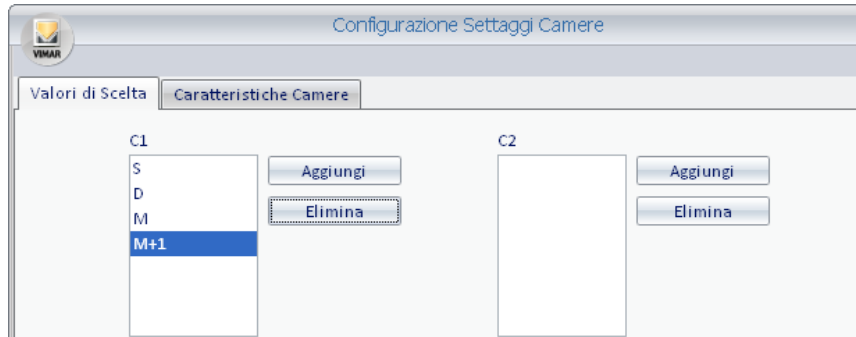 Configurazione Settaggi Camere
VIMAR
Valori di Scelta Caratteristiche Camere
C1 C2
S Aggiungi Aggiungi
D
M Elimina Elimina
M+1